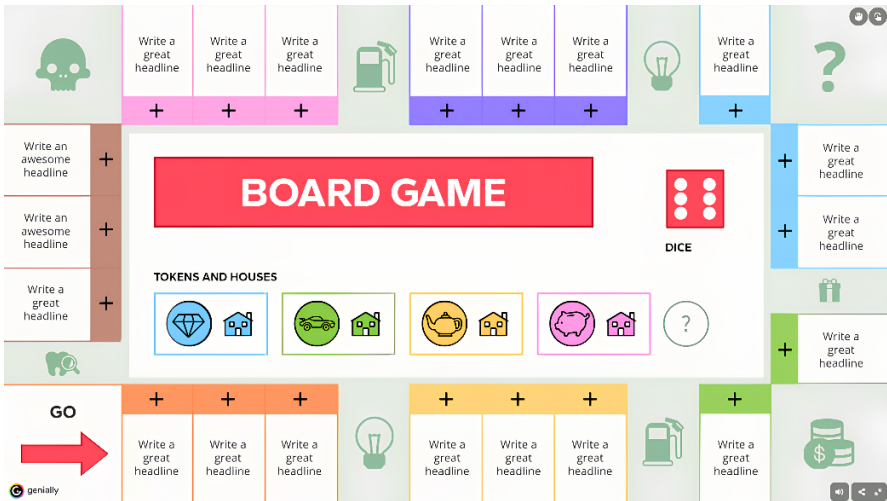 Write a
great
headline
Write a
great
headline
Write a
great
headline
Write a
great
headline
Write a
great
headline
Write a
great
headline
Write a
great
headline
?
+
+
+
+
+
+
+
Write an
awesome
headline
+
Write an
awesome
headline
+
Write a
great
headline
+
BOARD GAME
DICE
TOKENS AND HOUSES
?
+
Write a
great
headline
+
Write a
great
headline
+
Write a
great
headline
GO
+
+
+
+
+
+
+
Write a
great
headline
Write a
great
headline
Write a
great
headline
Write a
great
headline
Write a
great
headline
Write a
great
headline
Write a
great
headline
$
genially